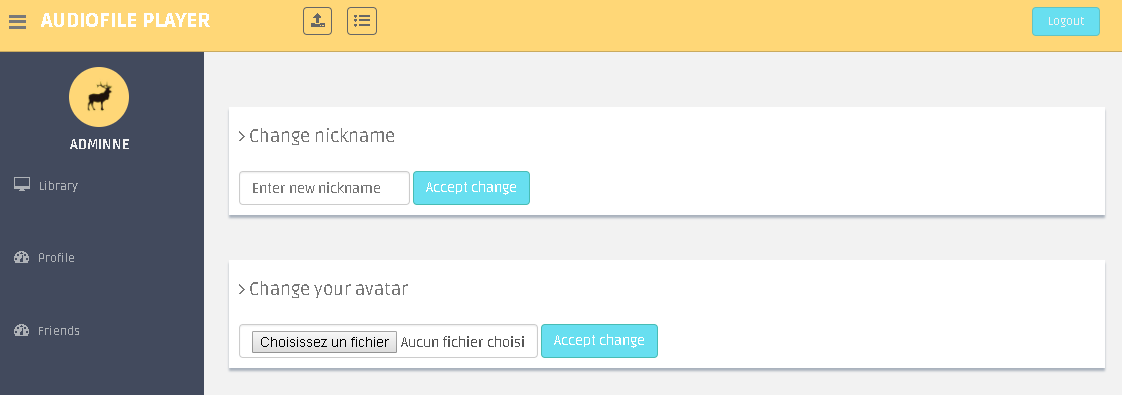 AUDIOFILE PLAYER
Logout
ADMINNE
Library
Profile
Friends
> Change nickname
Enter new nickname
Accept change
> Change your avatar
Choisissez un fichier Aucun fichier choisi
Accept change